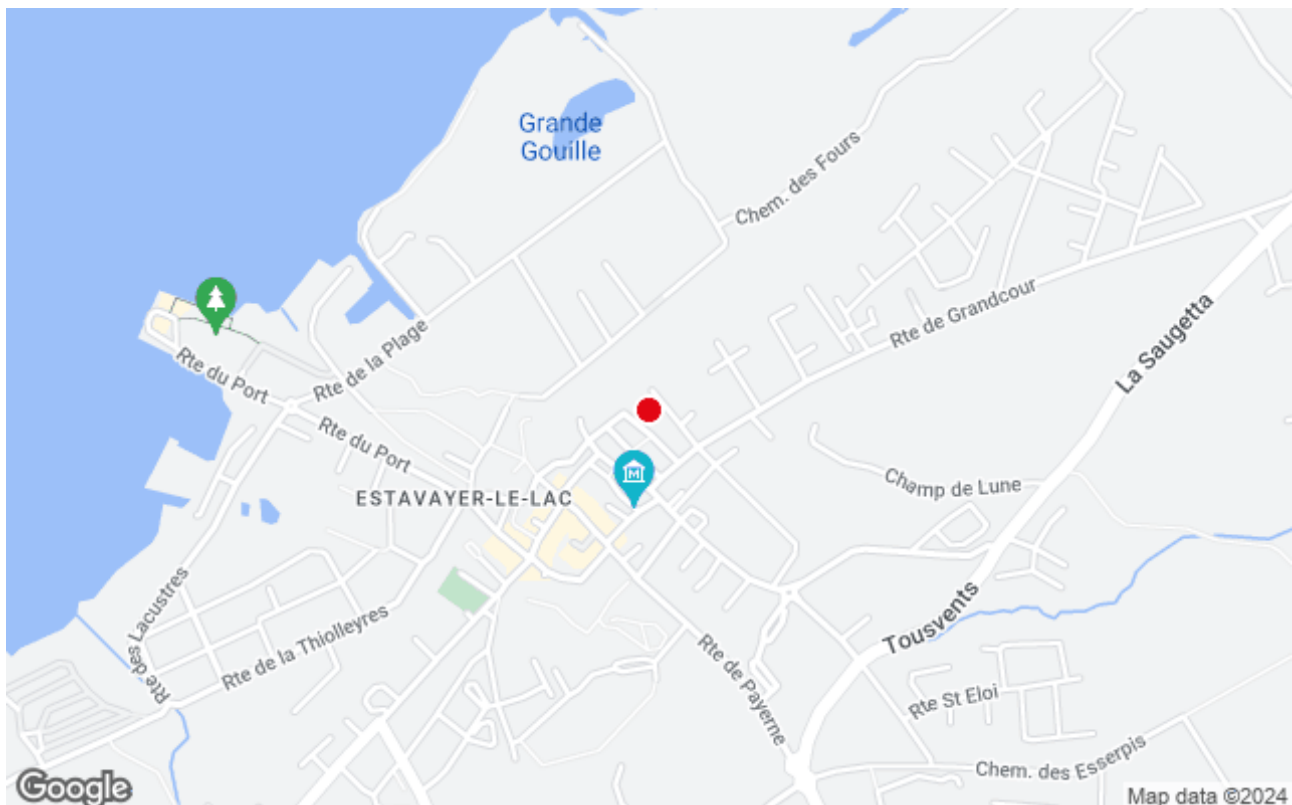 Grande
Gouille
Chem. des Fours
Rte de Grandcour
La Saugetta
Rte de la Plage
Rte du Port
Rte du Port
ESTAVAYER-LE-LAC
M
Champ de Lune
Rte des Lacustres
Rte de la Thiolleyres
Rte de Payerne
Tousvents
Rte St Eloi
Chem. des Esserpis
Google
Map data ©2024